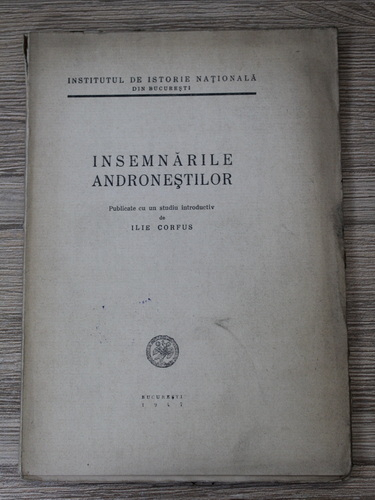 INSTITUTUL DE ISTORIE NAŢIONALĂ
DIN BUCUREŞTI
INSEMNĂRILE
ANDRONEŞTILOR
Publicate cu un studiu introductiv
de
ILIE CORFUS
BUCUREŞTI